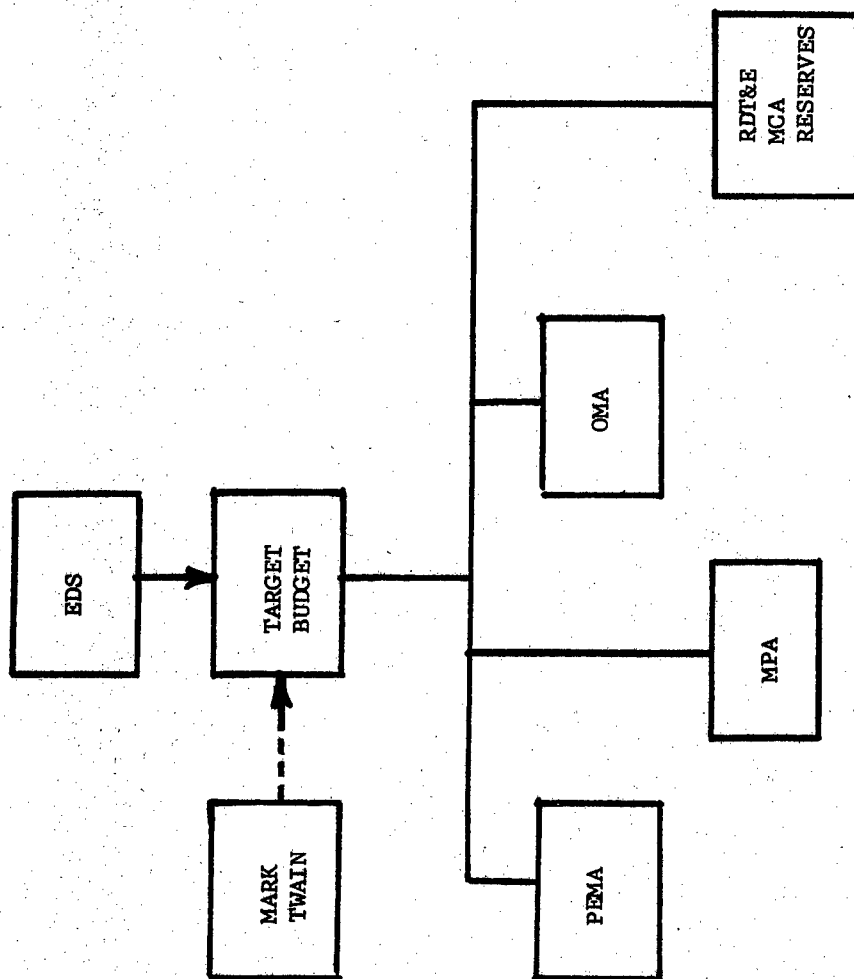 EDS
TARGET
BUDGET
MARK
TWAIN
PEMA
MPA
OMA
RDT&E
MCA
RESERVES